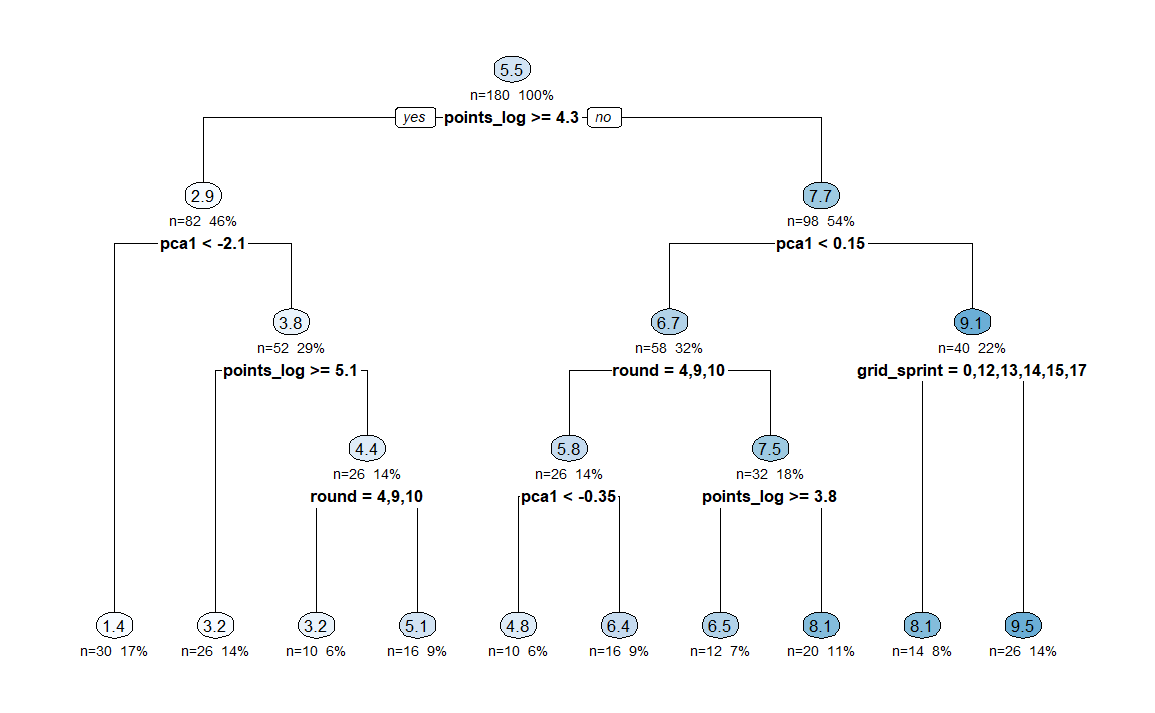 5.5
n=180 100%
yes points_log >= 4.3 no
2.9 7.7
n=82 46% n=98 54%
pca1 < -2.1 pca1 < 0.15
3.8 6.7 9.1
n=52 29% n=58 32% n=40 22%
points_log >= 5.1 round = 4,9,10 grid_sprint = 0,12,13,14,15,17
4.4 5.8 7.5
n=26 14% n=26 14% n=32 18%
round = 4,9,10 pca1 < -0.35 points_log >= 3.8
1.4 3.2 3.2 5.1 4.8 6.4 6.5 8.1 8.1 9.5
n=30 17% n=26 14% n=10 6% n=16 9% n=10 6% n=16 9% n=12 7% n=20 11% n=14 8% n=26 14%